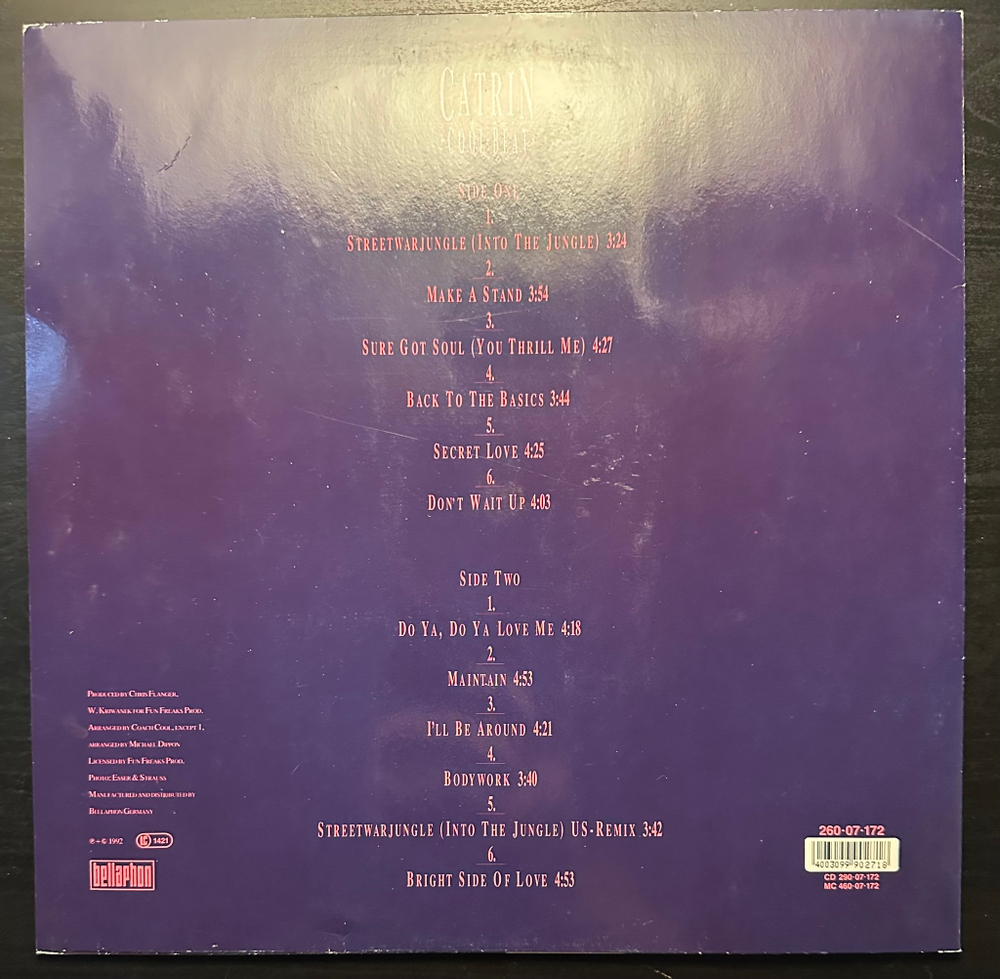 CATRIN
COOL BEAT
SIDE ONE
1.
STREETWARJUNGLE (INTO THE JUNGLE) 3:24
2.
MAKE A STAND 3:54
3.
SURE GOT SOUL (YOU THRILL ME) 4:27
4.
BACK TO THE BASICS 3:44
5.
SECRET LOVE 4:25
6.
DON'T WAIT UP 4:03
SIDE TWO
1.
DO YA, DO YA LOVE ME 4:18
2.
MAINTAIN 4:53
3.
I'LL BE AROUND 4:21
4.
BODYWORK 3:40
5.
STREETWARJUNGLE (INTO THE JUNGLE) US-REMIX 3:42
6.
BRIGHT SIDE OF LOVE 4:53
PRODUCED BY CHRIS FLANGER,
W. KRIWANEK FOR FUN FREAKS PROD.
ARRANGED BY COACH COOL, EXCEPT 1,
ARRANGED BY MICHAEL DIPPON
LICENSED BY FUN FREAKS PROD.
PHOTO: ESSER & STRAUSS
MANUFACTURED AND DISTRIBUTED BY
BELLAPHON GERMANY
℗+© 1992 LC 1421
bellaphon
260·07·172
4003099 902718
CD 290·07·172
MC 460·07·172